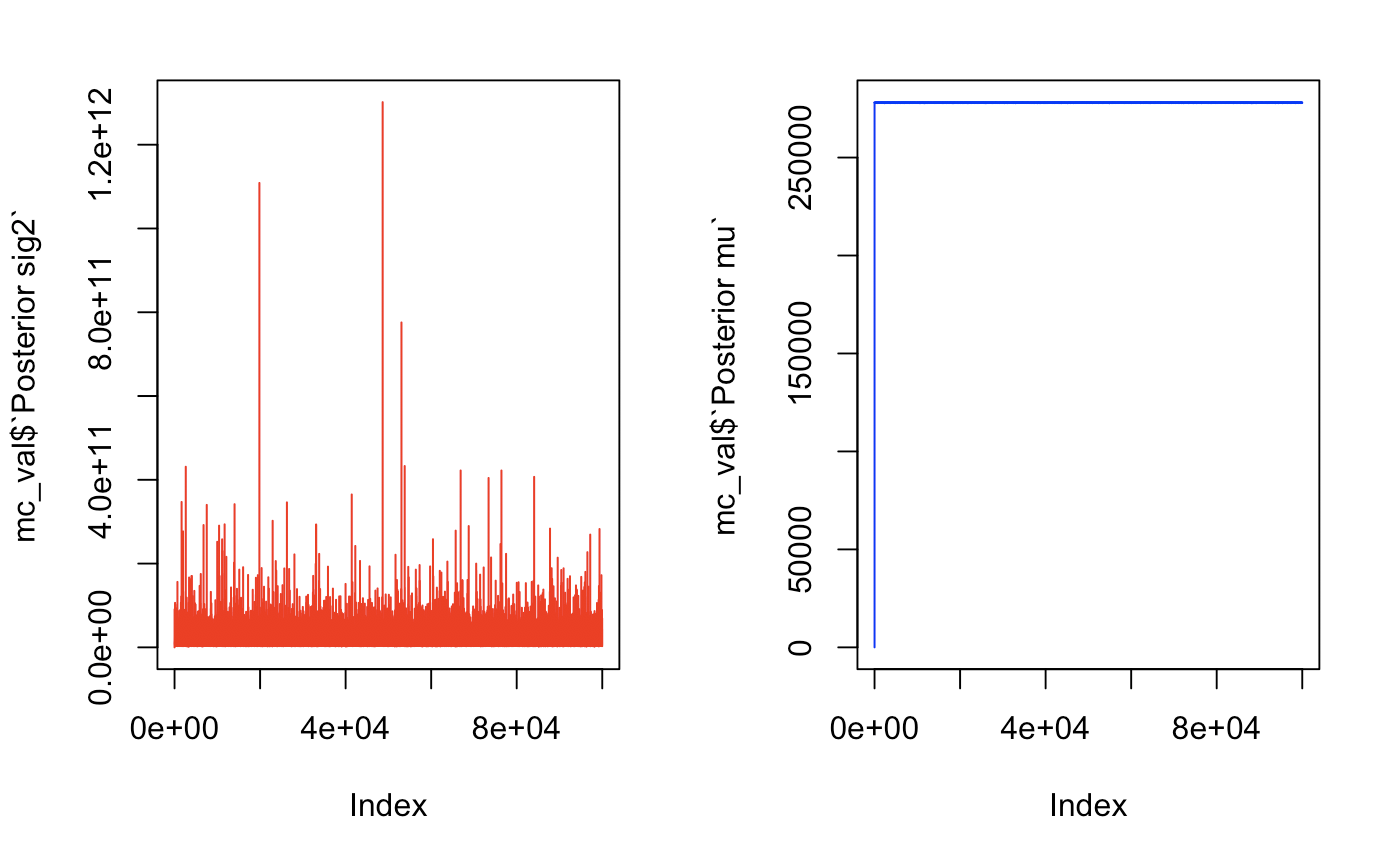 mc_val$`Posterior sig2`
0.0e+00
4.0e+11
8.0e+11
1.2e+12
0e+00
4e+04
8e+04
Index
mc_val$`Posterior mu`
0
50000
150000
250000
0e+00
4e+04
8e+04
Index